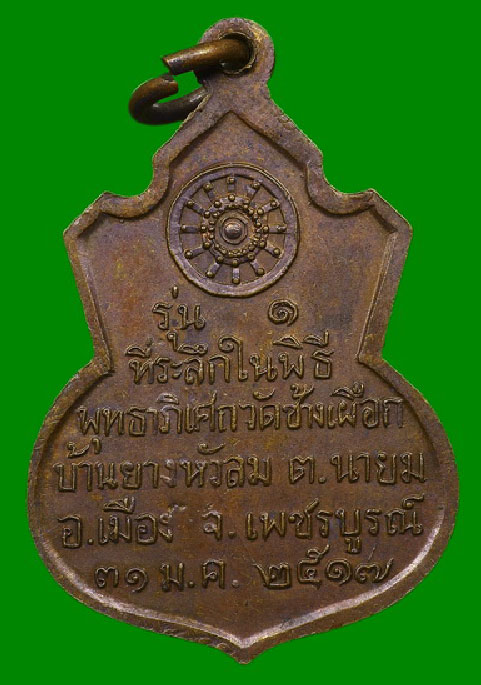 รุ่น ๑
ที่ระลึกในพิธี
พุทธาภิเศกวัดช้างเผือก
บ้านยางหัวลม ต.นายม
อ.เมือง จ.เพชรบูรณ์
๓๑ ม.ค. ๒๕๑๗